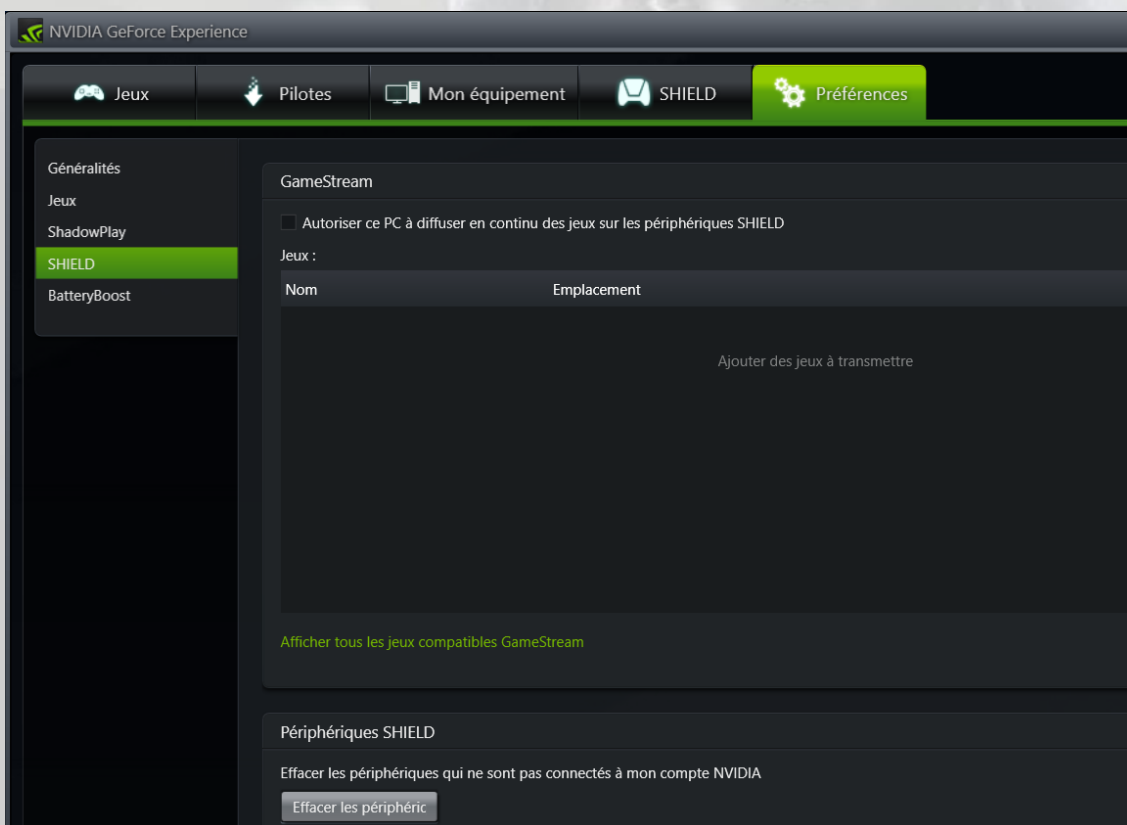 NVIDIA GeForce Experience
Jeux Pilotes Mon équipement SHIELD Préférences
Généralités
Jeux
ShadowPlay
SHIELD
BatteryBoost
GameStream
Autoriser ce PC à diffuser en continu des jeux sur les périphériques SHIELD
Jeux :
Nom Emplacement
Ajouter des jeux à transmettre
Afficher tous les jeux compatibles GameStream
Périphériques SHIELD
Effacer les périphériques qui ne sont pas connectés à mon compte NVIDIA
Effacer les périphéric